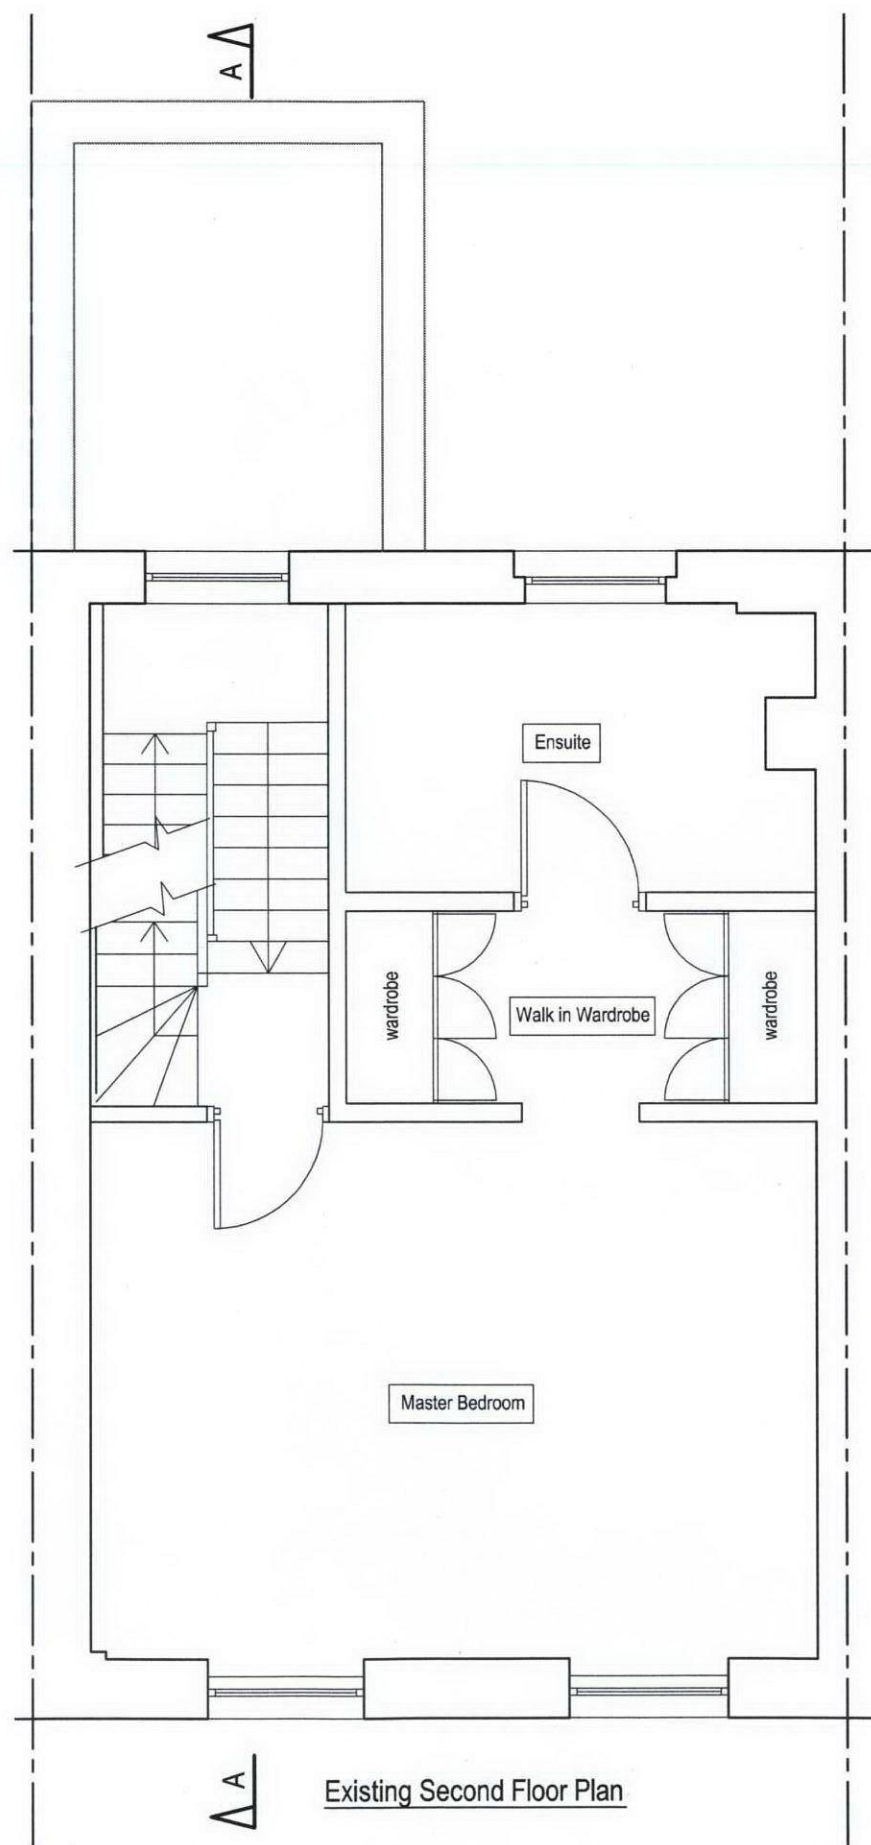 A
Ensuite
wardrobe
Walk in Wardrobe
wardrobe
Master Bedroom
A
Existing Second Floor Plan